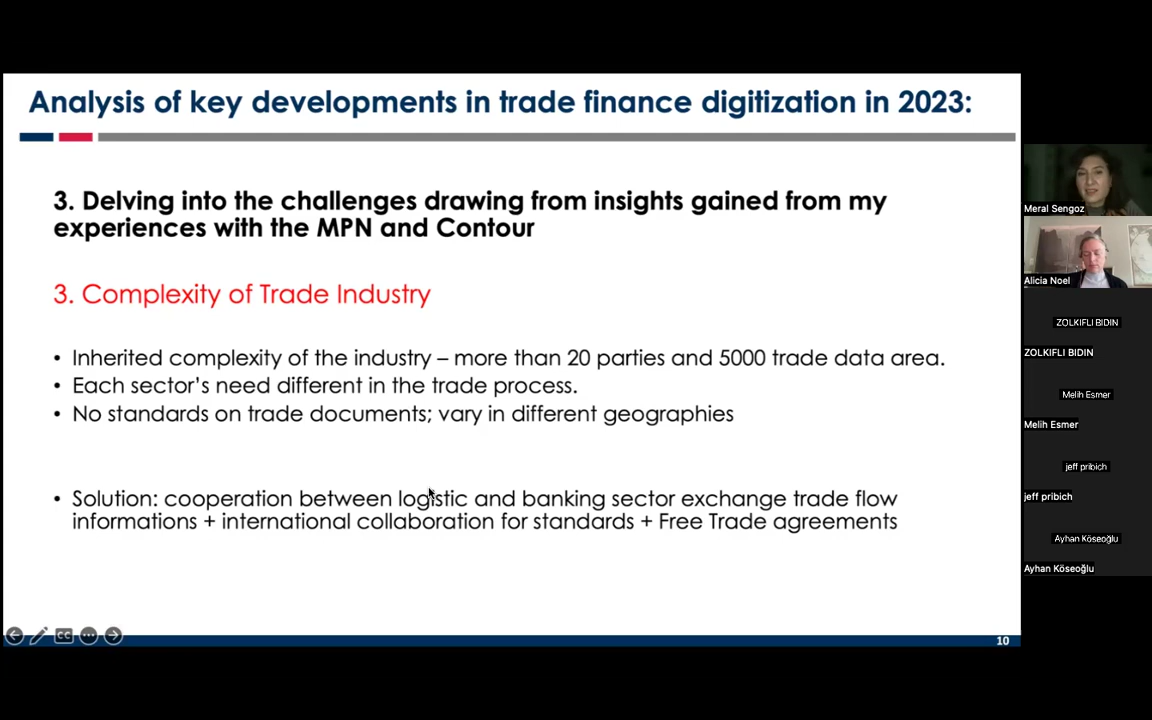 Analysis of key developments in trade finance digitization in 2023:
3. Delving into the challenges drawing from insights gained from my
experiences with the MPN and Contour
3. Complexity of Trade Industry
• Inherited complexity of the industry – more than 20 parties and 5000 trade data area.
• Each sector's need different in the trade process.
• No standards on trade documents; vary in different geographies
• Solution: cooperation between logistic and banking sector exchange trade flow
informations + international collaboration for standards + Free Trade agreements
CC
10
Meral Sengoz
Alicia Noel
ZOLKIFLI BIDIN
ZOLKIFLI BIDIN
Melih Esmer
Melih Esmer
jeff pribich
jeff pribich
Ayhan Köseoğlu
Ayhan Köseoğlu